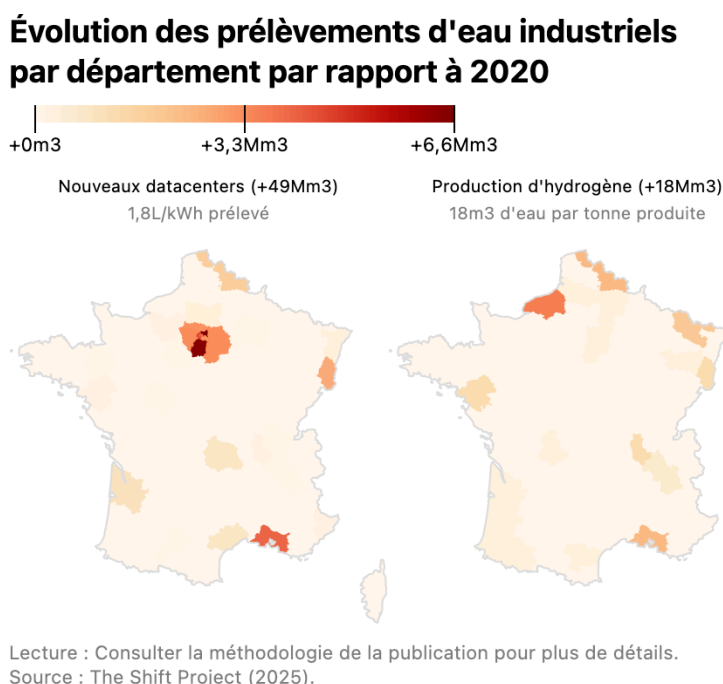 Évolution des prélèvements d'eau industriels
par département par rapport à 2020
+0m3 +3,3Mm3 +6,6Mm3
Nouveaux datacenters (+49Mm3) Production d'hydrogène (+18Mm3)
1,8L/kWh prélevé 18m3 d'eau par tonne produite
Lecture : Consulter la méthodologie de la publication pour plus de détails.
Source : The Shift Project (2025).